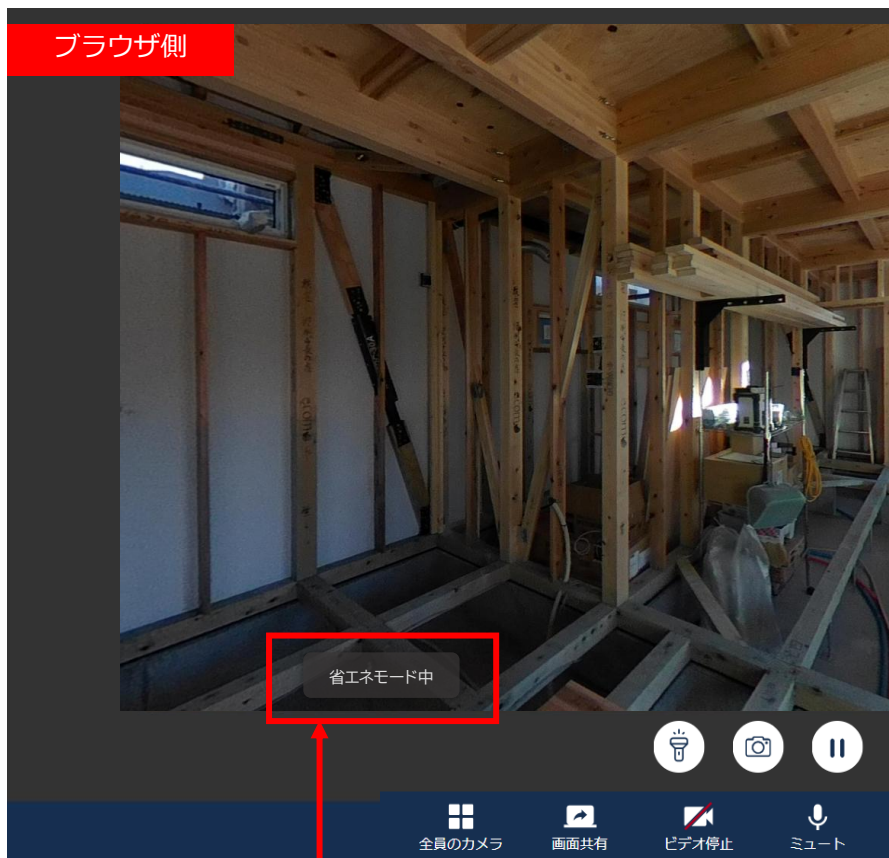 ブラウザ側
省エネモード中
全員のカメラ
画面共有
ビデオ停止
ミュート